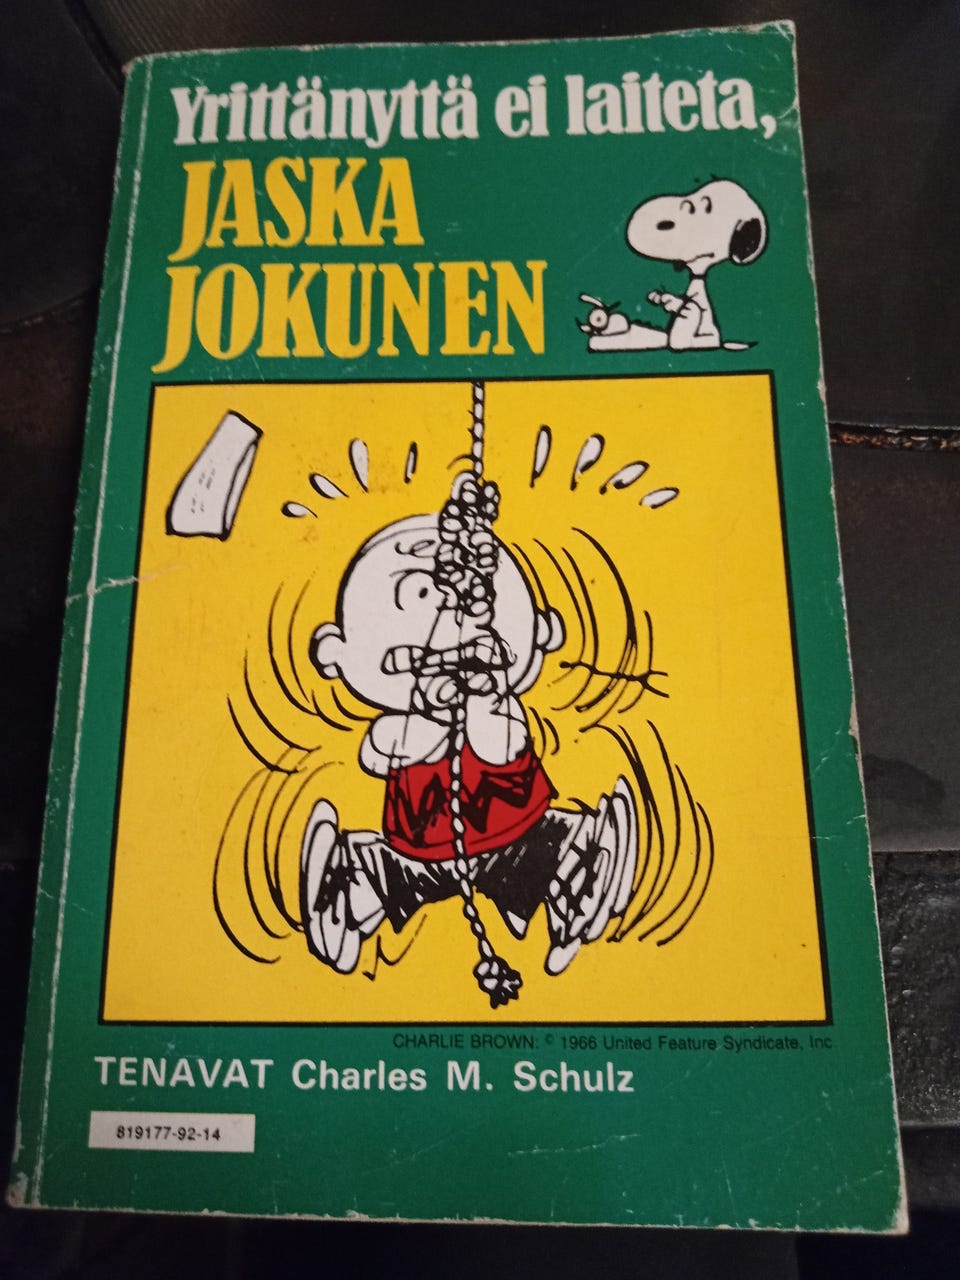 Yrittänyttä ei laiteta,
JASKA
JOKUNEN
CHARLIE BROWN: © 1966 United Feature Syndicate, Inc.
TENAVAT Charles M. Schulz
819177-92-14